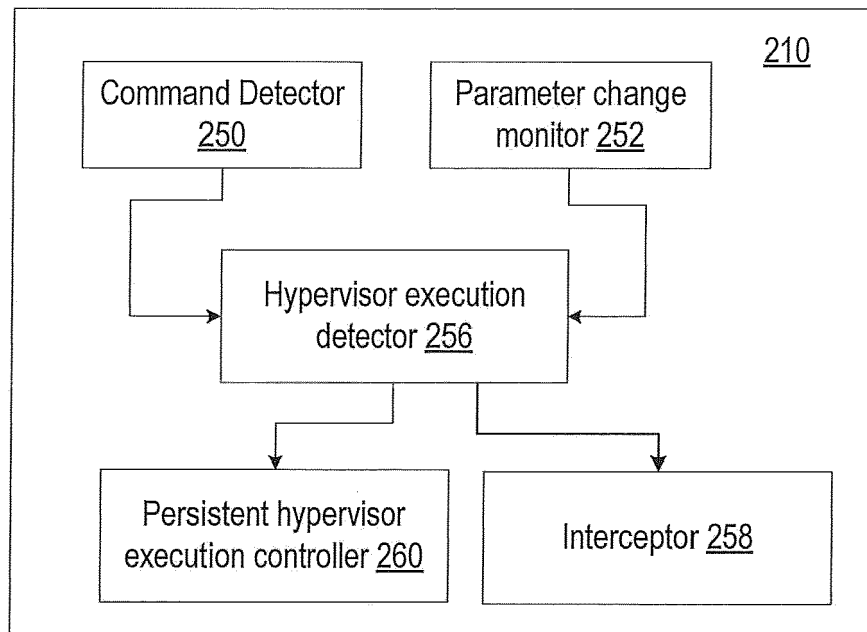 210
Command Detector
250
Parameter change
monitor 252
Hypervisor execution
detector 256
Persistent hypervisor
execution controller 260
Interceptor 258